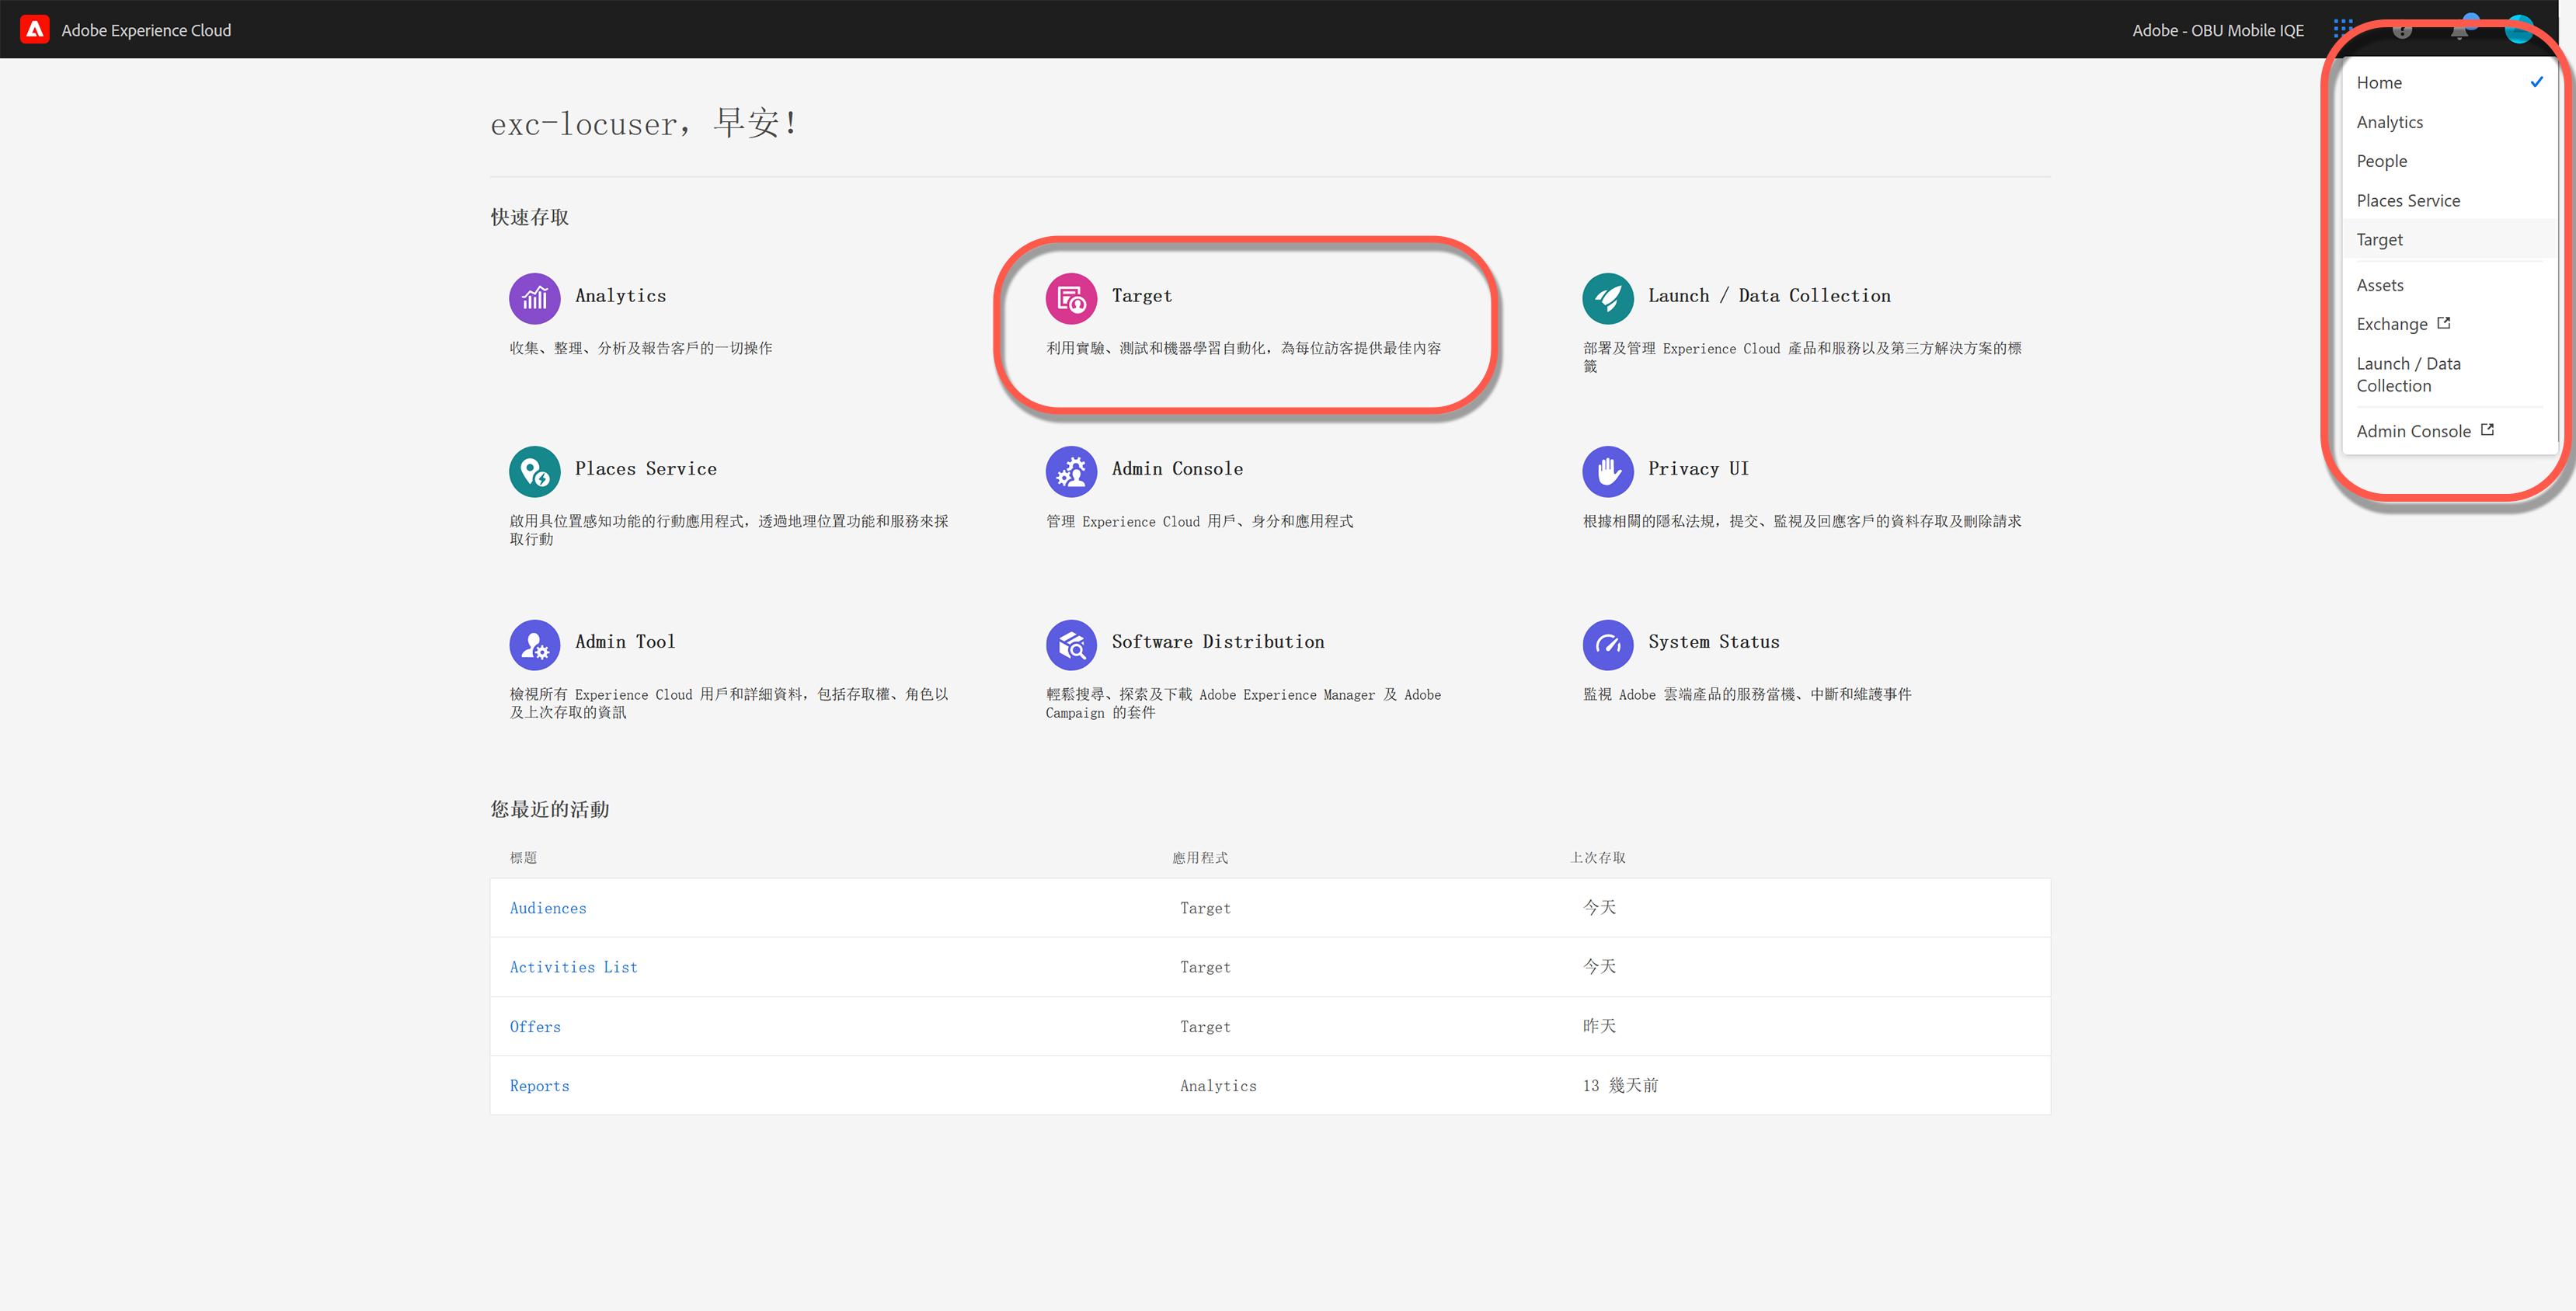 Adobe Experience Cloud
Adobe - OBU Mobile IQE
Home
Analytics
People
Places Service
Target
Assets
Exchange
Launch / Data
Collection
Admin Console
exc-locuser，早安！
快速存取
Analytics
收集、整理、分析及報告客戶的一切操作
Target
利用實驗、測試和機器學習自動化，為每位訪客提供最佳內容
Launch / Data Collection
部署及管理 Experience Cloud 產品和服務以及第三方解決方案的標
籤
Places Service
啟用具位置感知功能的行動應用程式，透過地理位置功能和服務來採
取行動
Admin Console
管理 Experience Cloud 用戶、身分和應用程式
Privacy UI
根據相關的隱私法規，提交、監視及回應客戶的資料存取及刪除請求
Admin Tool
檢視所有 Experience Cloud 用戶和詳細資料，包括存取權、角色以
及上次存取的資訊
Software Distribution
輕鬆搜尋、探索及下載 Adobe Experience Manager 及 Adobe
Campaign 的套件
System Status
監視 Adobe 雲端產品的服務當機、中斷和維護事件
您最近的活動
標題 應用程式 上次存取
Audiences Target 今天
Activities List Target 今天
Offers Target 昨天
Reports Analytics 13 幾天前